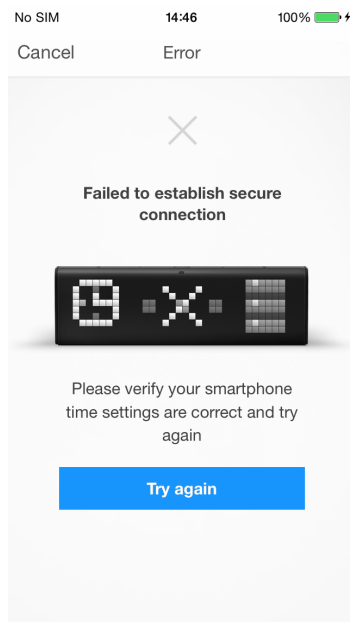 No SIM 14:46 100%
Cancel Error
Failed to establish secure
connection
Please verify your smartphone
time settings are correct and try
again
Try again